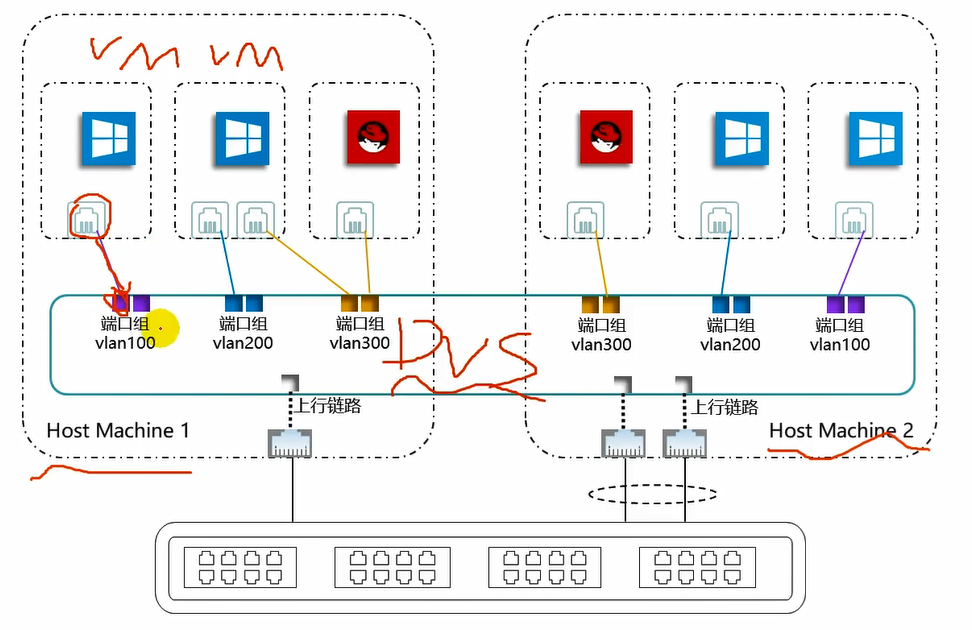 VM VM
端口组 端口组 端口组 端口组 端口组 端口组
vlan100 vlan200 vlan300 vlan300 vlan200 vlan100
DVS
上行链路 上行链路
Host Machine 1 Host Machine 2